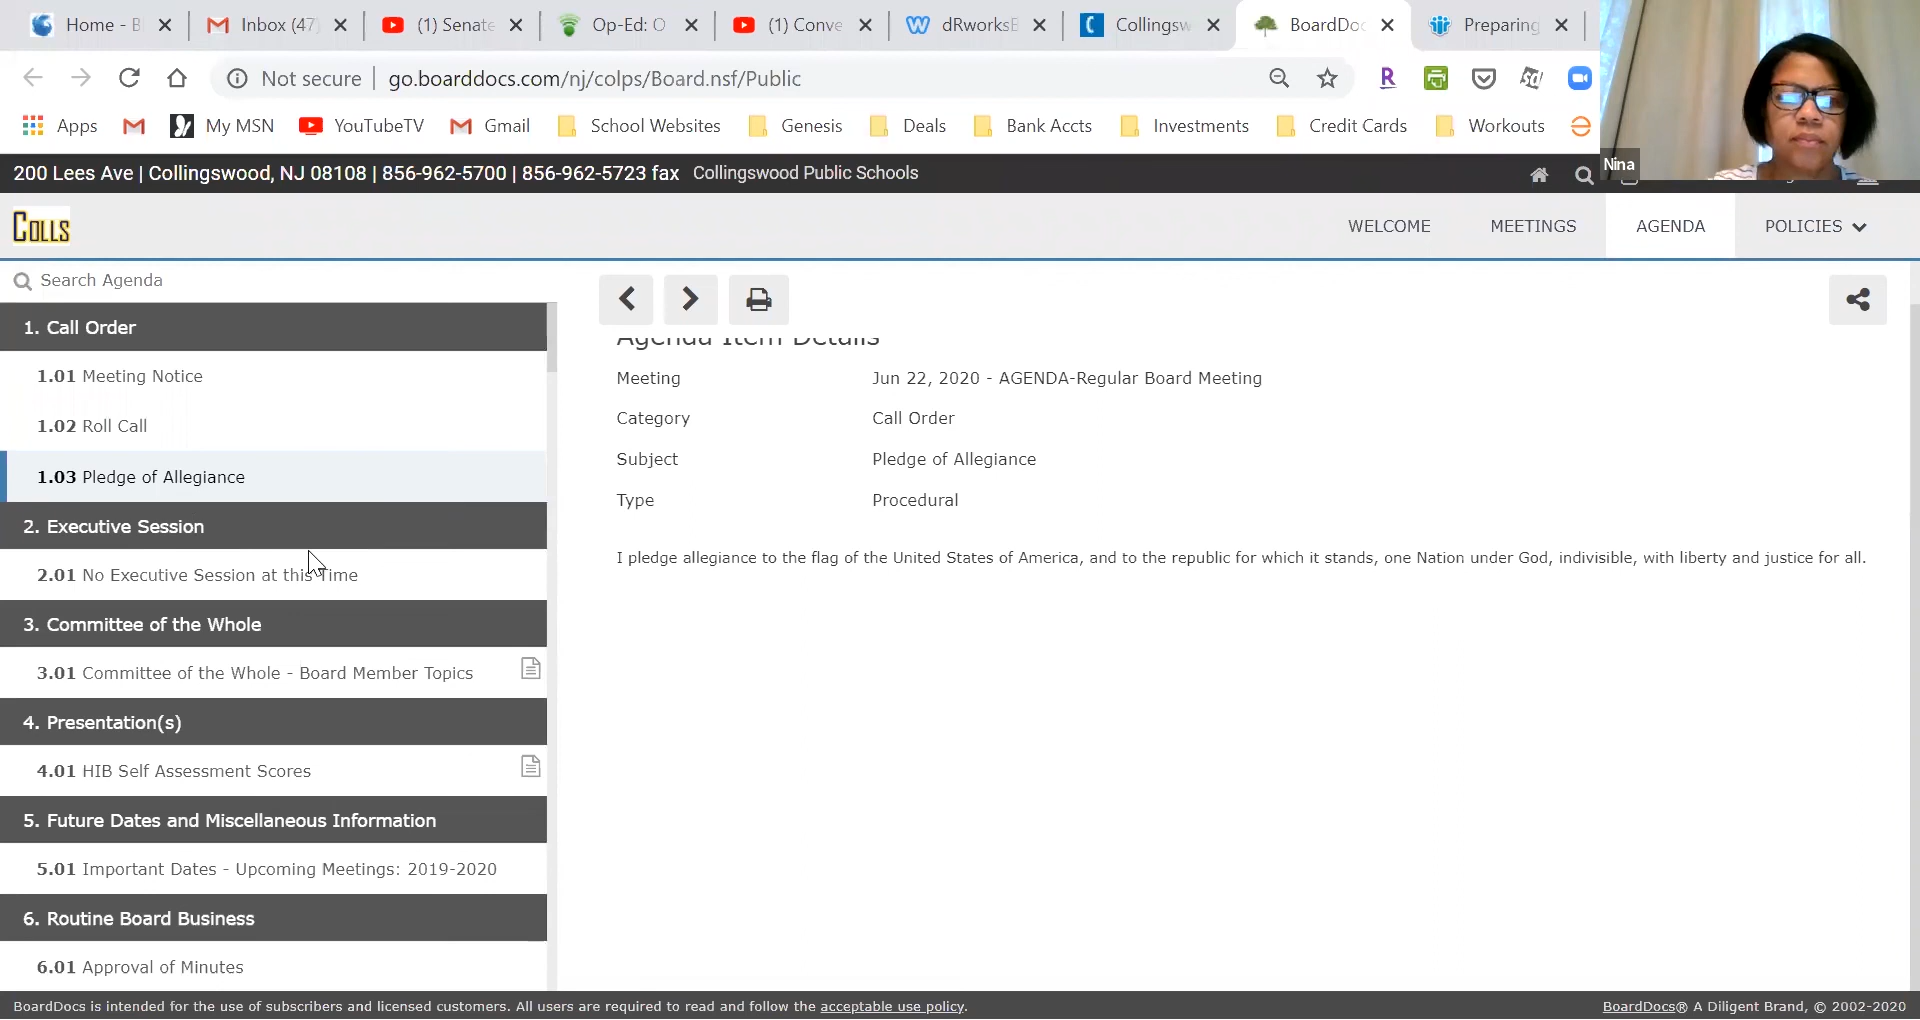 Home - B
Inbox (47)
(1) Senate
Op-Ed: O
(1) Conve
dRworksB
Collingsw
BoardDoc
Preparing
Not secure
go.boarddocs.com/nj/colps/Board.nsf/Public
Apps
My MSN
YouTubeTV
Gmail
School Websites
Genesis
Deals
Bank Accts
Investments
Credit Cards
Workouts
Nina
200 Lees Ave | Collingswood, NJ 08108 | 856-962-5700 | 856-962-5723 fax
Collingswood Public Schools
COLLS
WELCOME
MEETINGS
AGENDA
POLICIES
Search Agenda
1. Call Order
1.01 Meeting Notice
1.02 Roll Call
1.03 Pledge of Allegiance
2. Executive Session
2.01 No Executive Session at this Time
3. Committee of the Whole
3.01 Committee of the Whole - Board Member Topics
4. Presentation(s)
4.01 HIB Self Assessment Scores
5. Future Dates and Miscellaneous Information
5.01 Important Dates - Upcoming Meetings: 2019-2020
6. Routine Board Business
6.01 Approval of Minutes
Agenda Item Details
Meeting Jun 22, 2020 - AGENDA-Regular Board Meeting
Category Call Order
Subject Pledge of Allegiance
Type Procedural
I pledge allegiance to the flag of the United States of America, and to the republic for which it stands, one Nation under God, indivisible, with liberty and justice for all.
BoardDocs is intended for the use of subscribers and licensed customers. All users are required to read and follow the acceptable use policy.
BoardDocs® A Diligent Brand, © 2002-2020